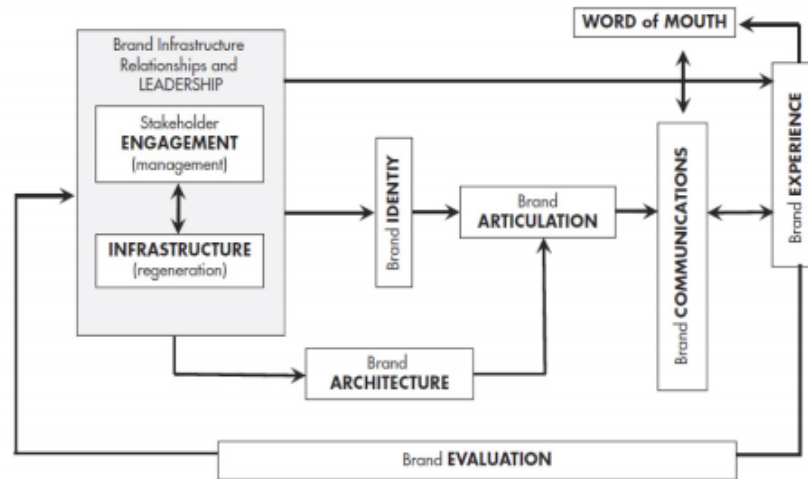 WORD of MOUTH
Brand Infrastructure
Relationships and
LEADERSHIP
Stakeholder
ENGAGEMENT
(management)
INFRASTRUCTURE
(regeneration)
Brand IDENTIY
Brand
ARTICULATION
Brand COMMUNICATIONS
Brand EXPERIENCE
Brand
ARCHITECTURE
Brand EVALUATION